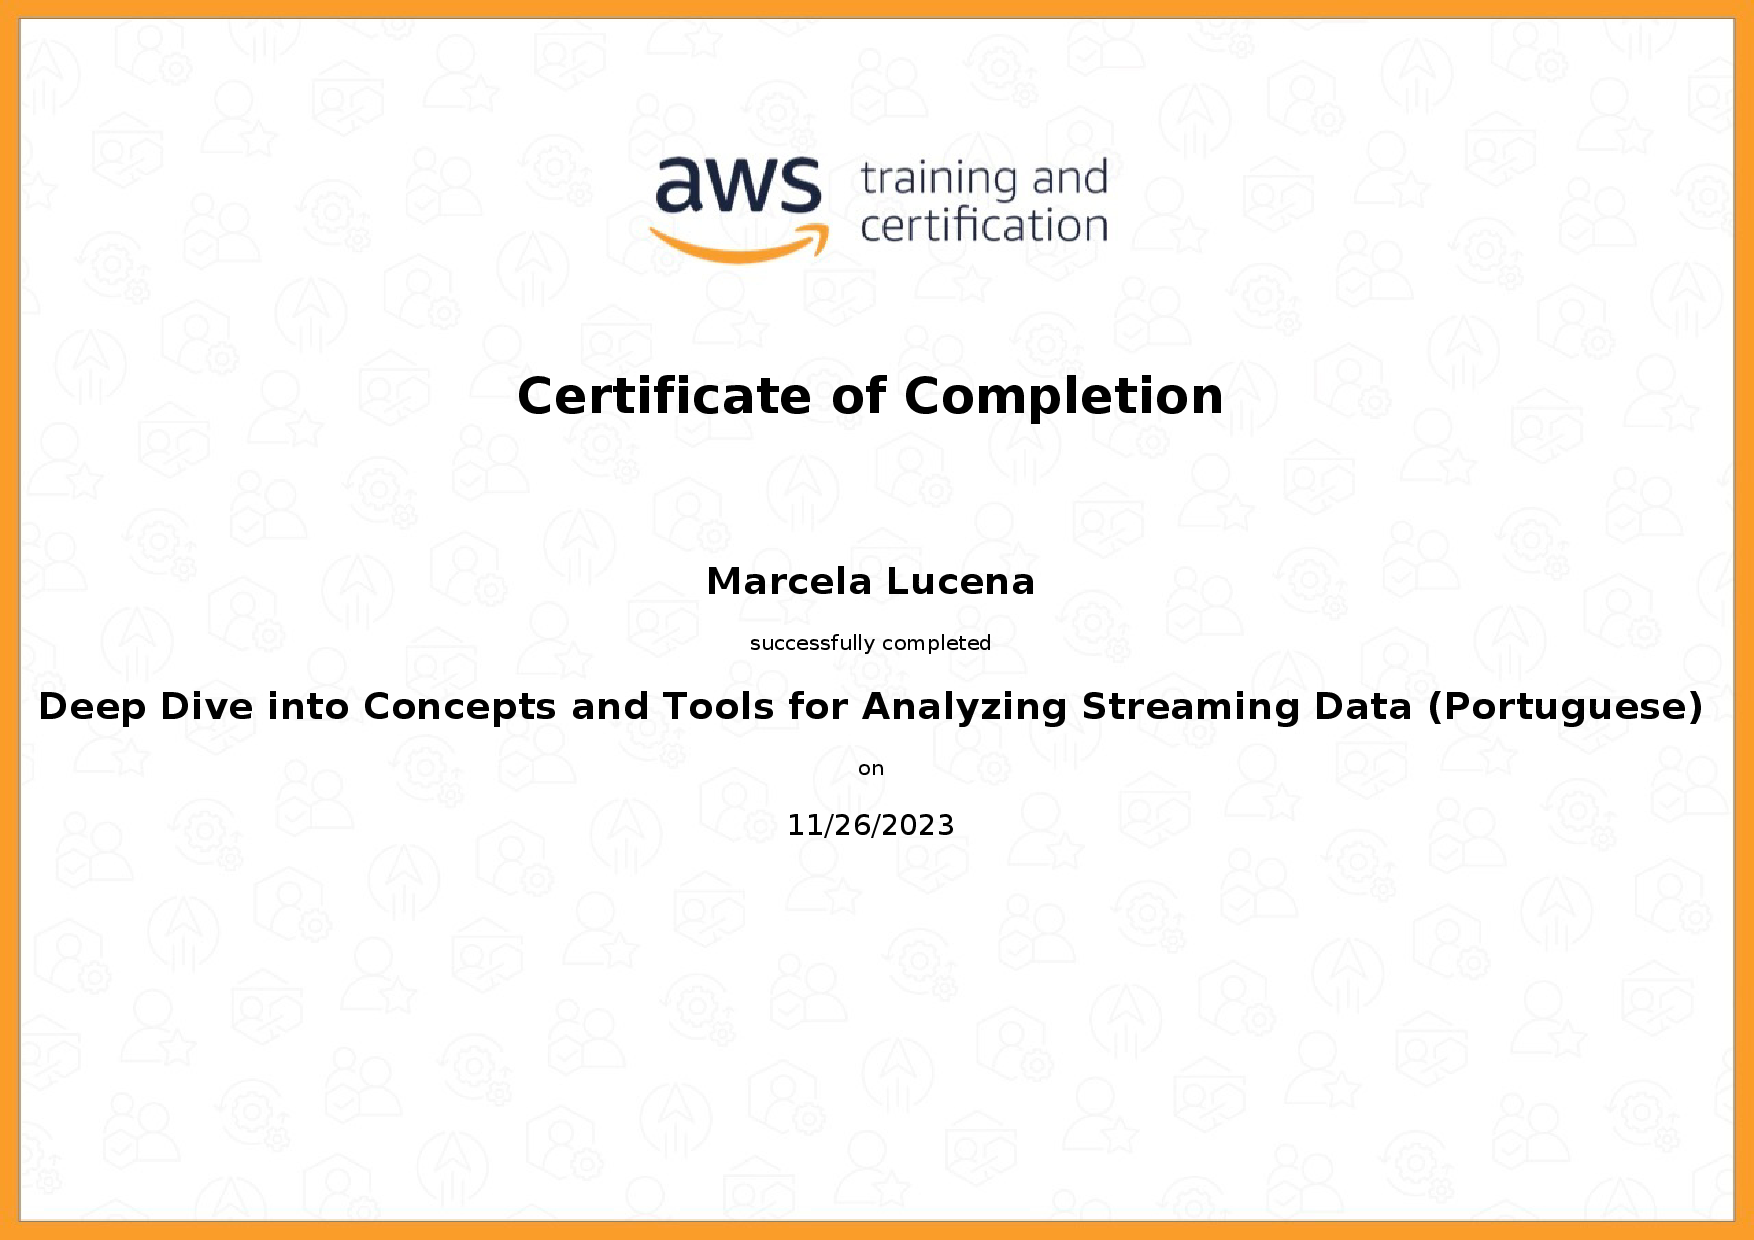 aws training and
certification
Certificate of Completion
Marcela Lucena
successfully completed
Deep Dive into Concepts and Tools for Analyzing Streaming Data (Portuguese)
on
11/26/2023